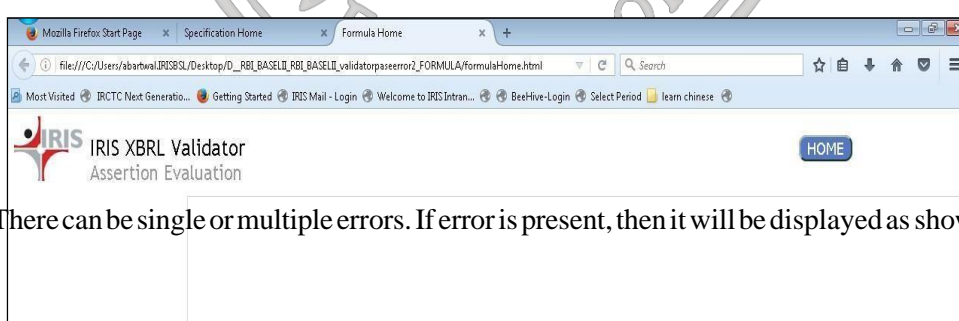 Mozilla Firefox Start Page × Specification Home × Formula Home × +
file:///C:/Users/abartwal.IRISBSL/Desktop/D__RBI_BASELII_RBI_BASELII_validatorpaseerror2_FORMULA/formulaHome.html Search
Most Visited IRCTC Next Generatio... Getting Started IRIS Mail - Login Welcome to IRIS Intran... BeeHive-Login Select Period learn chinese
IRIS IRIS XBRL Validator HOME
Assertion Evaluation
There can be single or multiple errors. If error is present, then it will be displayed as show